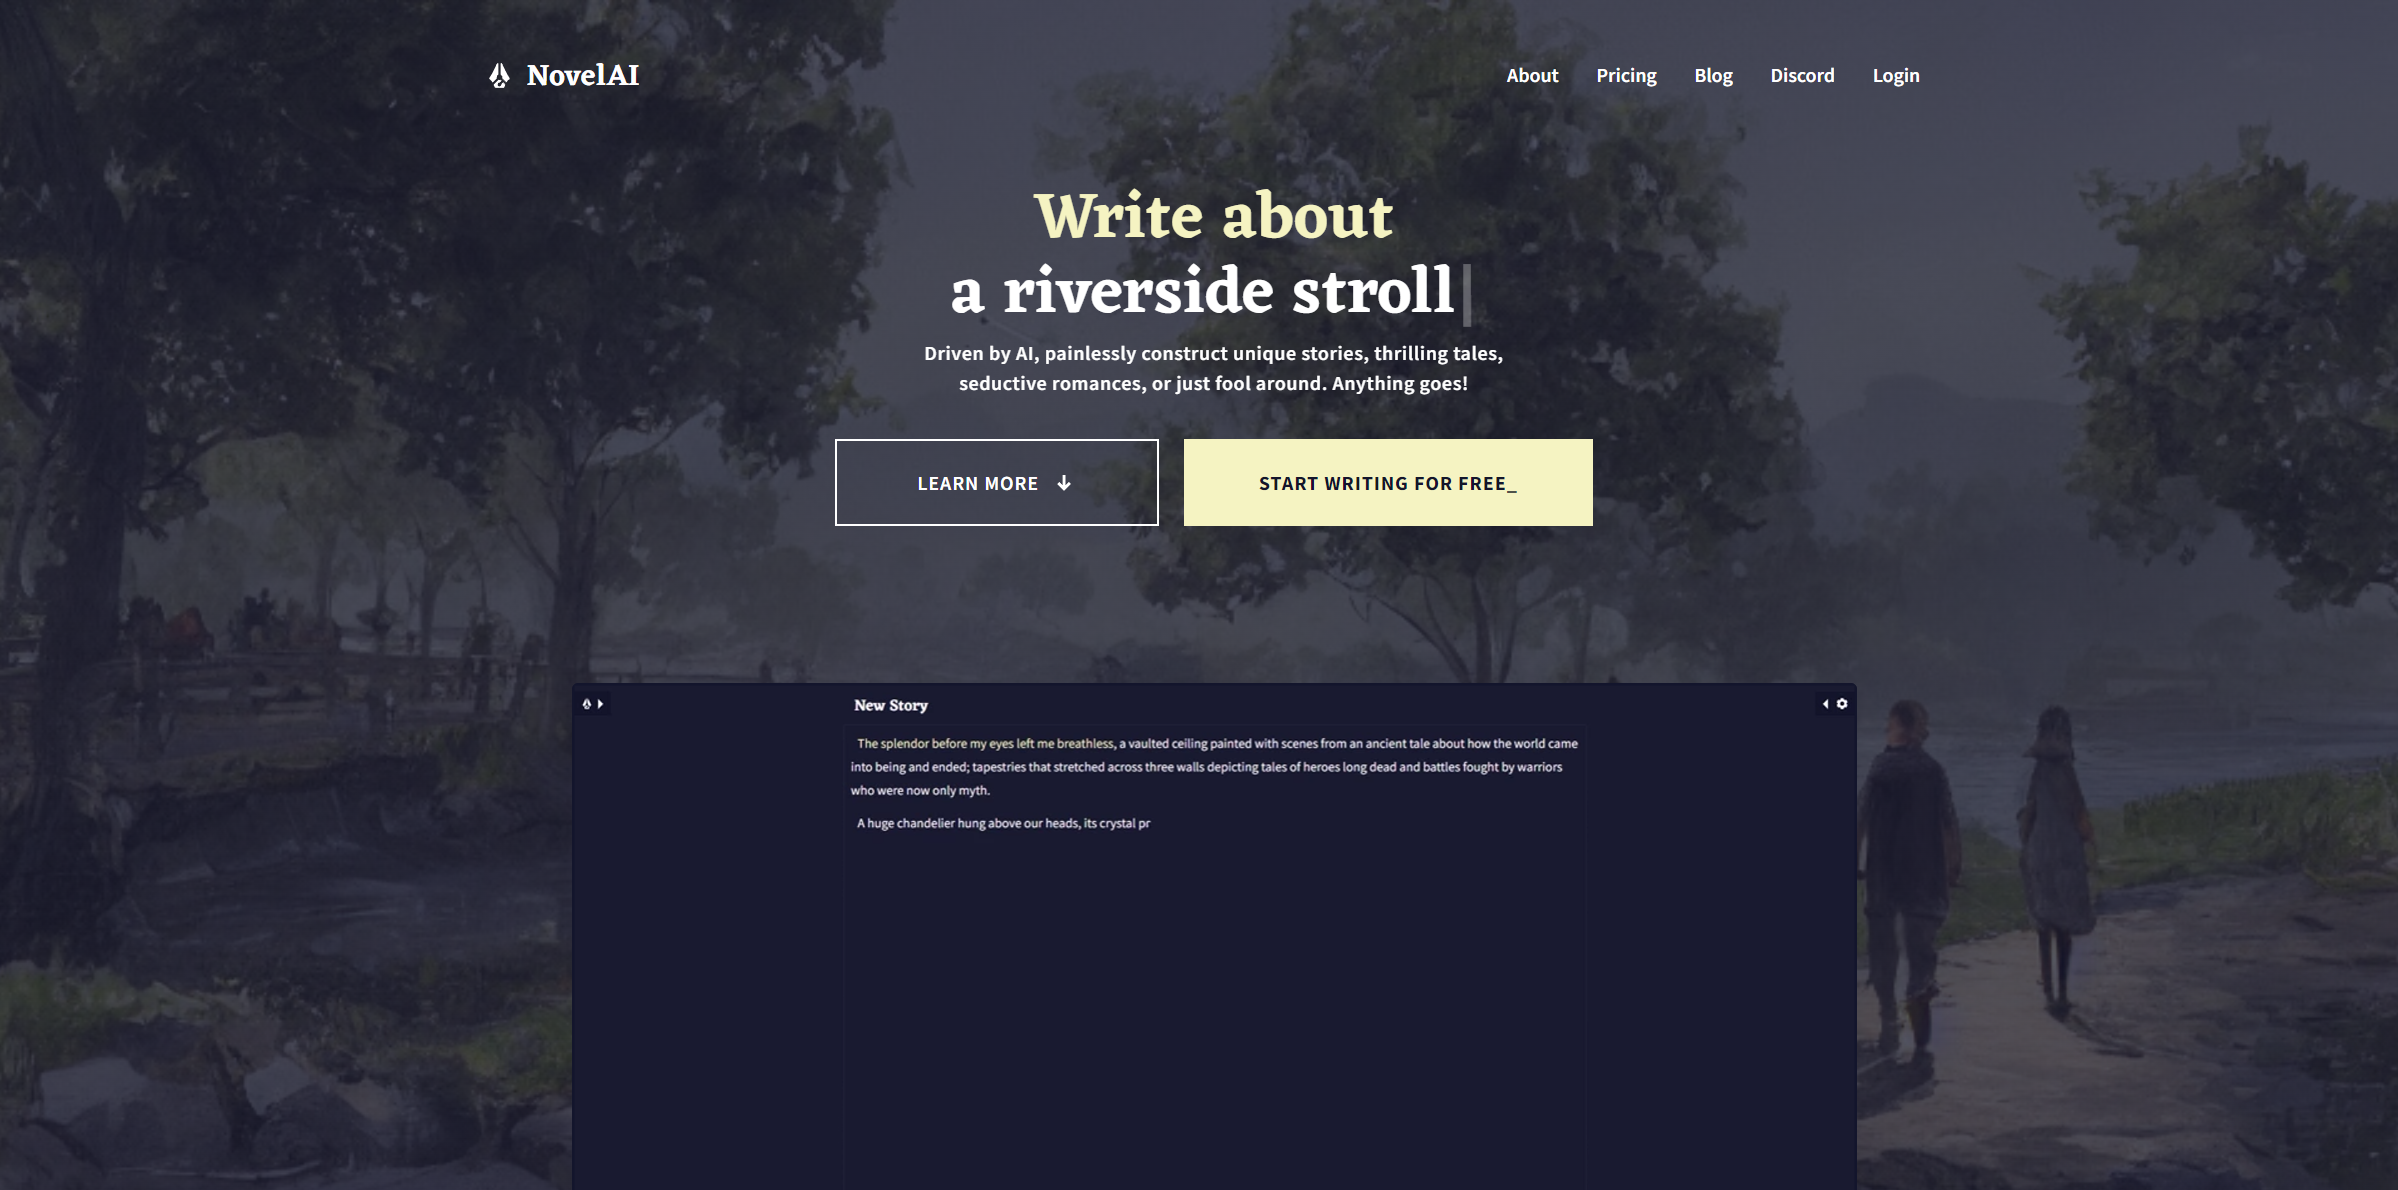 NovelAI
About Pricing Blog Discord Login
Write about
a riverside stroll
Driven by AI, painlessly construct unique stories, thrilling tales,
seductive romances, or just fool around. Anything goes!
LEARN MORE
START WRITING FOR FREE_
New Story
The splendor before my eyes left me breathless, a vaulted ceiling painted with scenes from an ancient tale about how the world came
into being and ended; tapestries that stretched across three walls depicting tales of heroes long dead and battles fought by warriors
who were now only myth.
A huge chandelier hung above our heads, its crystal pr